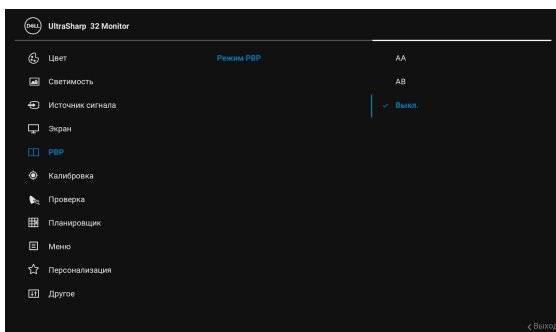 DELL UltraSharp 32 Monitor
Цвет Режим PBP AA
Светимость AB
Источник сигнала Выкл.
Экран
PBP
Калибровка
Проверка
Планировщик
Меню
Персонализация
Другое
Выход